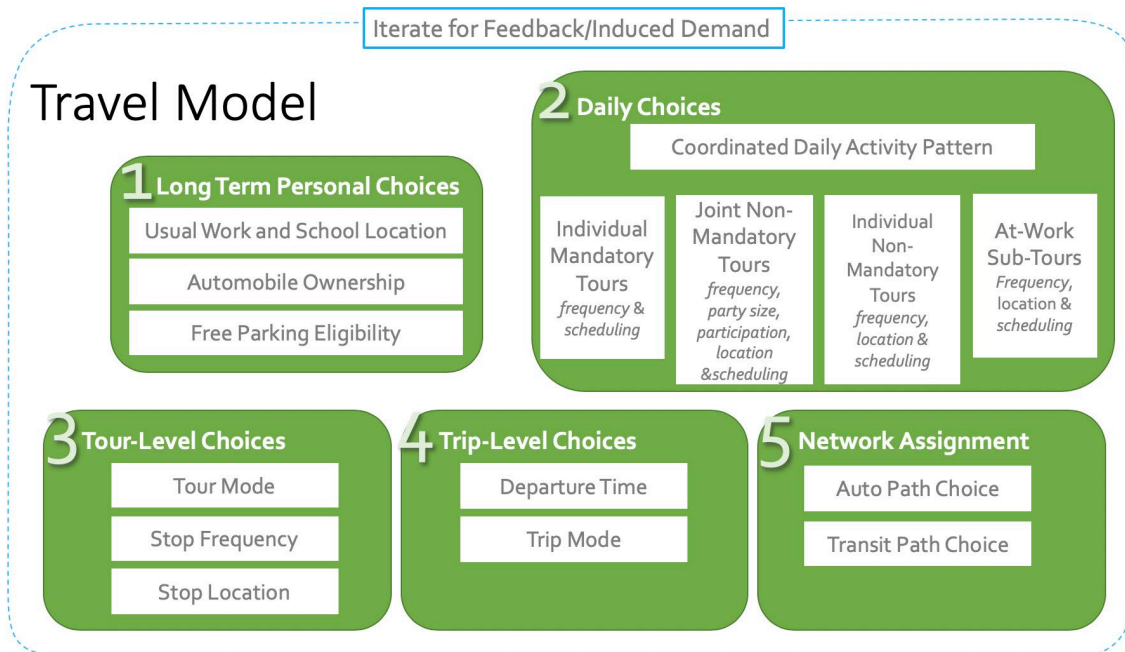 Iterate for Feedback/Induced Demand
Travel Model
1 Long Term Personal Choices
Usual Work and School Location
Automobile Ownership
Free Parking Eligibility
2 Daily Choices
Coordinated Daily Activity Pattern
Individual
Mandatory
Tours
frequency &
scheduling
Joint Non-
Mandatory
Tours
frequency,
party size,
participation,
location
&scheduling
Individual
Non-
Mandatory
Tours
frequency,
location &
scheduling
At-Work
Sub-Tours
Frequency,
location &
scheduling
3 Tour-Level Choices
Tour Mode
Stop Frequency
Stop Location
4 Trip-Level Choices
Departure Time
Trip Mode
5 Network Assignment
Auto Path Choice
Transit Path Choice